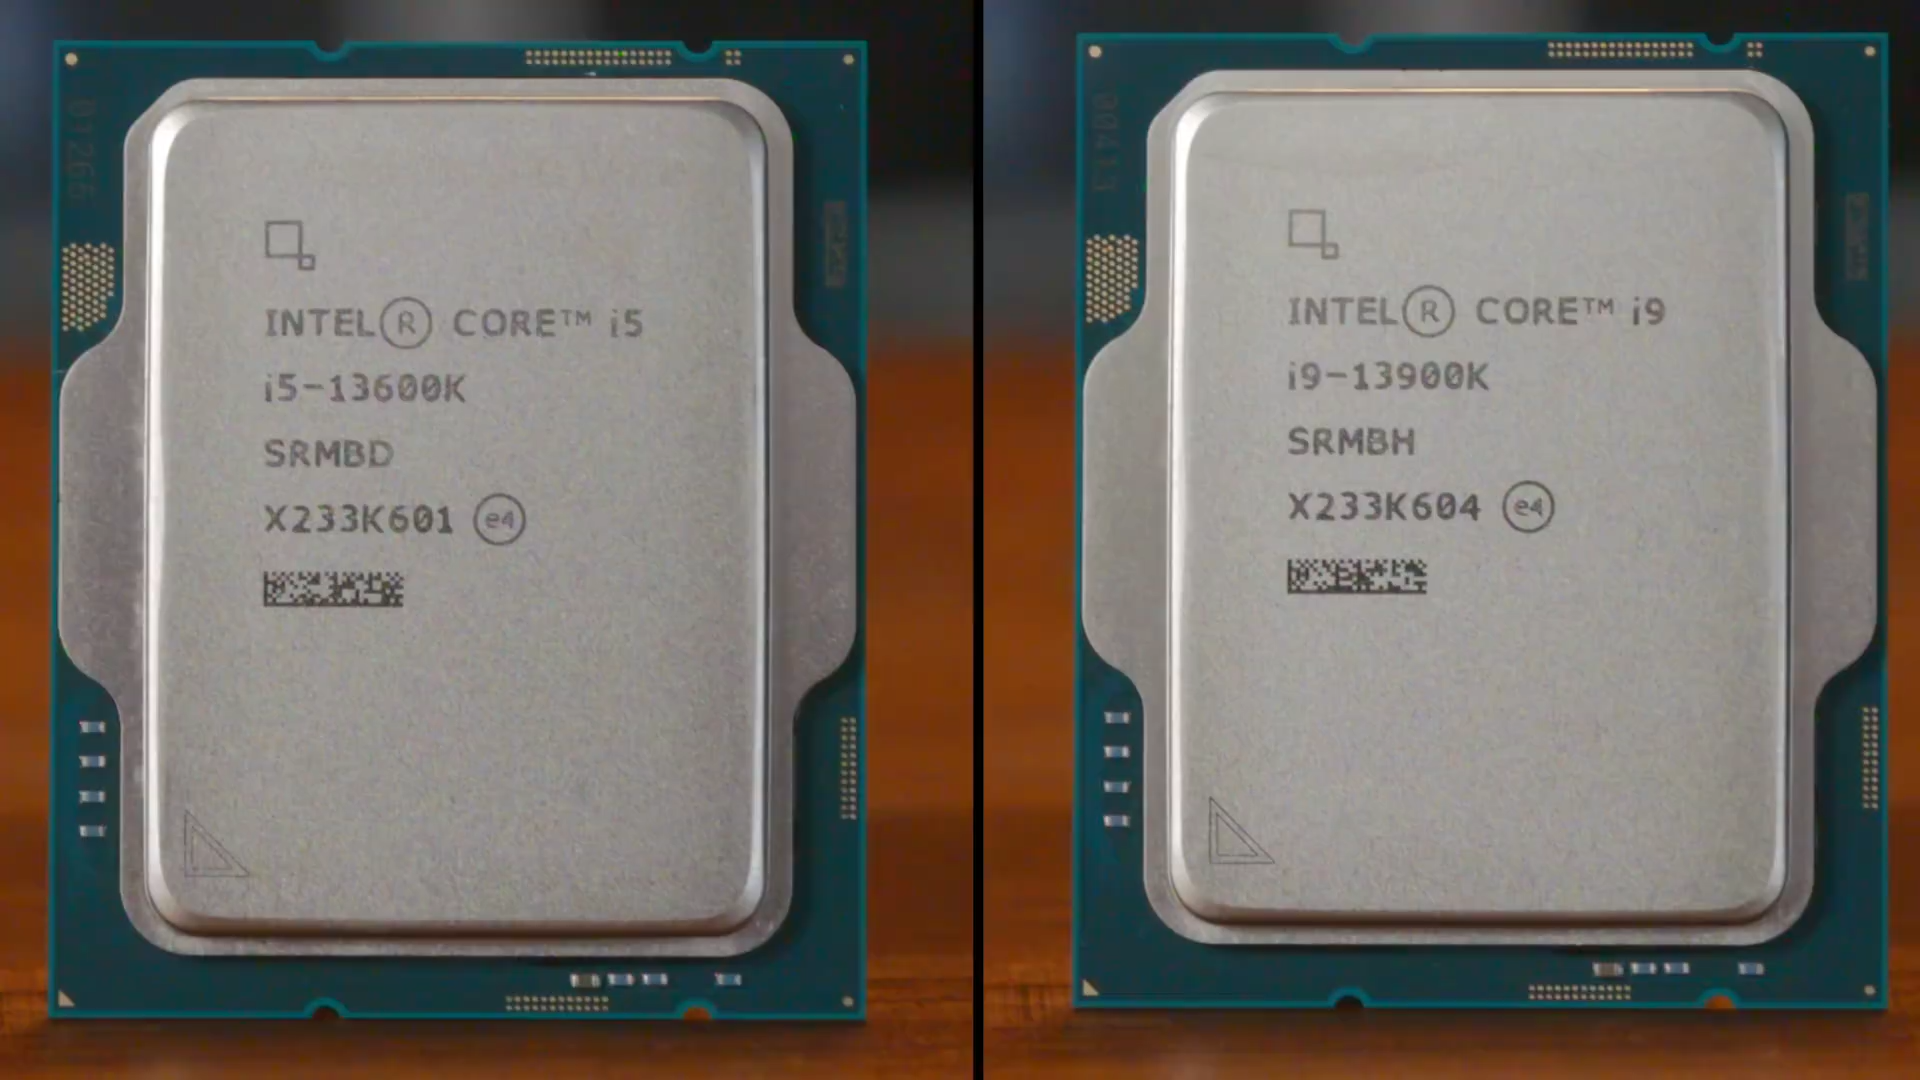 INTEL® CORE™ i5
i5-13600K
SRMBD
X233K601 e4
INTEL® CORE™ i9
i9-13900K
SRMBH
X233K604 e4